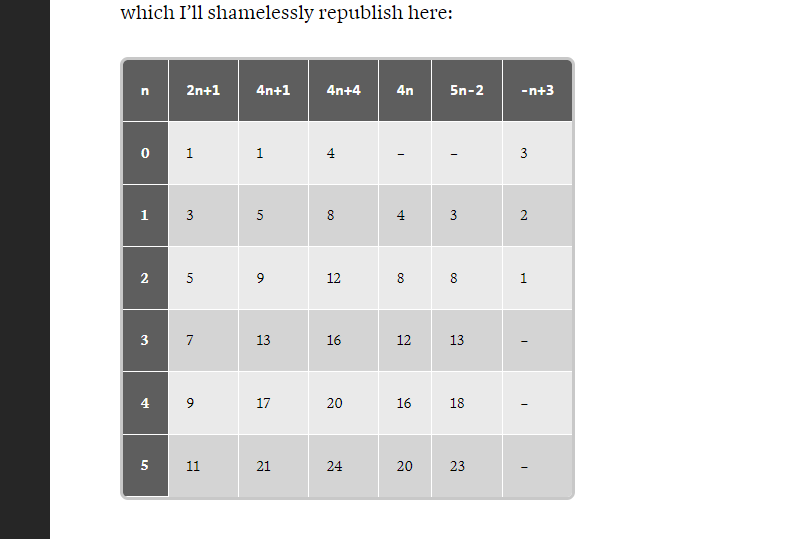 which I’ll shamelessly republish here:
n 2n+1 4n+1 4n+4 4n 5n-2 -n+3
0 1 1 4 – – 3
1 3 5 8 4 3 2
2 5 9 12 8 8 1
3 7 13 16 12 13 –
4 9 17 20 16 18 –
5 11 21 24 20 23 –